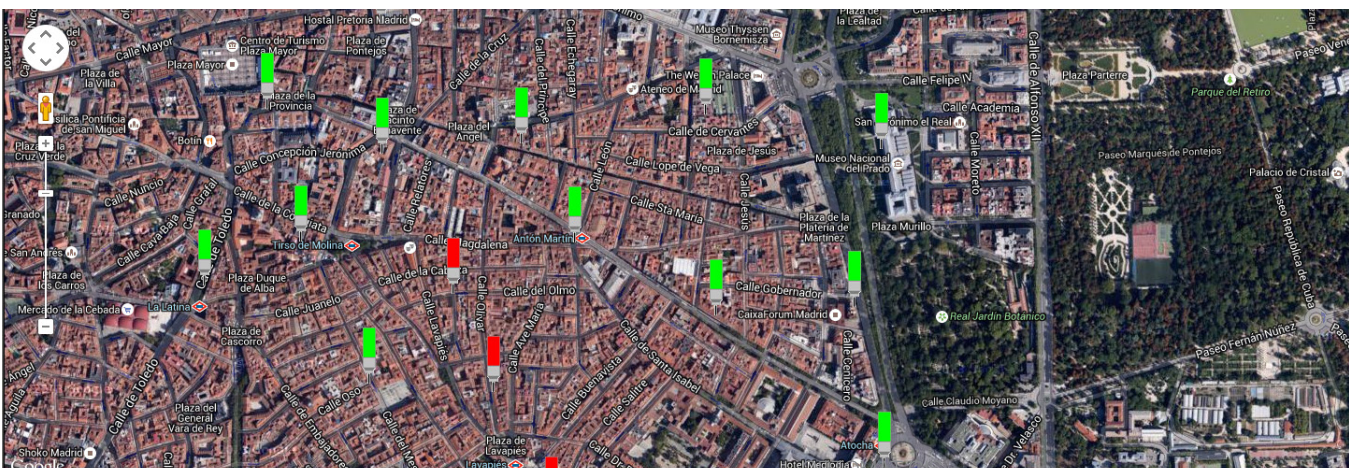 Hostal Pretoria Madrid
Calle Mayor
Centro de Turismo
Plaza Mayor
Plaza de
Pontejos
Calle de la Cruz
Calle Echegaray
Calle del Príncipe
Museo Thyssen
Bornemisza
Plaza de
la Lealtad
Calle de Alfonso XII
Paseo Ven
Plaza Mayor
Plaza de
la Villa
The Westin Palace
Ateneo de Madrid
Calle Felipe IV
Plaza Parterre
Parque del Retiro
Plaza de la
Provincia
Plaza de
Jacinto
Benavente
Plaza del
Angel
Calle de Cervantes
Calle Academia
San Jerónimo el Real
silica Pontificia
de san Miguel
Plaza de la
Cruz Verde
Botín
Calle Concepción Jerónima
Calle León
Plaza de Jesús
Calle Lope de Vega
Museo Nacional
del Prado
Calle Moreto
Paseo Marqués de Pontejos
Palacio de Cristal
Calle Nuncio
Calle Grafal
Calle Relatores
Calle Jesús
Granado
Calle Cava Baja
Calle de Toledo
Calle Sta María
Plaza de la
Platería de
Martínez
Plaza Murillo
Paseo República de Cuba
San Andrés
Tirso de Molina
Calle Magdalena
Antón Martín
Plaza de
los Carros
Plaza Duque
de Alba
Calle de la Cabeza
Mercado de la Cebada
La Latina
Calle Juanelo
Calle Olivar
Calle del Olmo
Calle Gobernador
CaixaForum Madrid
Real Jardín Botánico
Plaza de
Cascorro
Calle Lavapiés
Calle Ave María
Calle de Santa Isabel
Calle Cenicero
Paseo Fernán Núñez
Calle de Toledo
Calle Oso
Calle Buenavista
Calle Salitre
Calle Claudio Moyano
Plaza del
General
Vara de Rey
Calle de Embajadores
Plaza de
Lavapiés
Lavapiés
Atocha
Shoko Madrid
Hotel Mediodía
Google